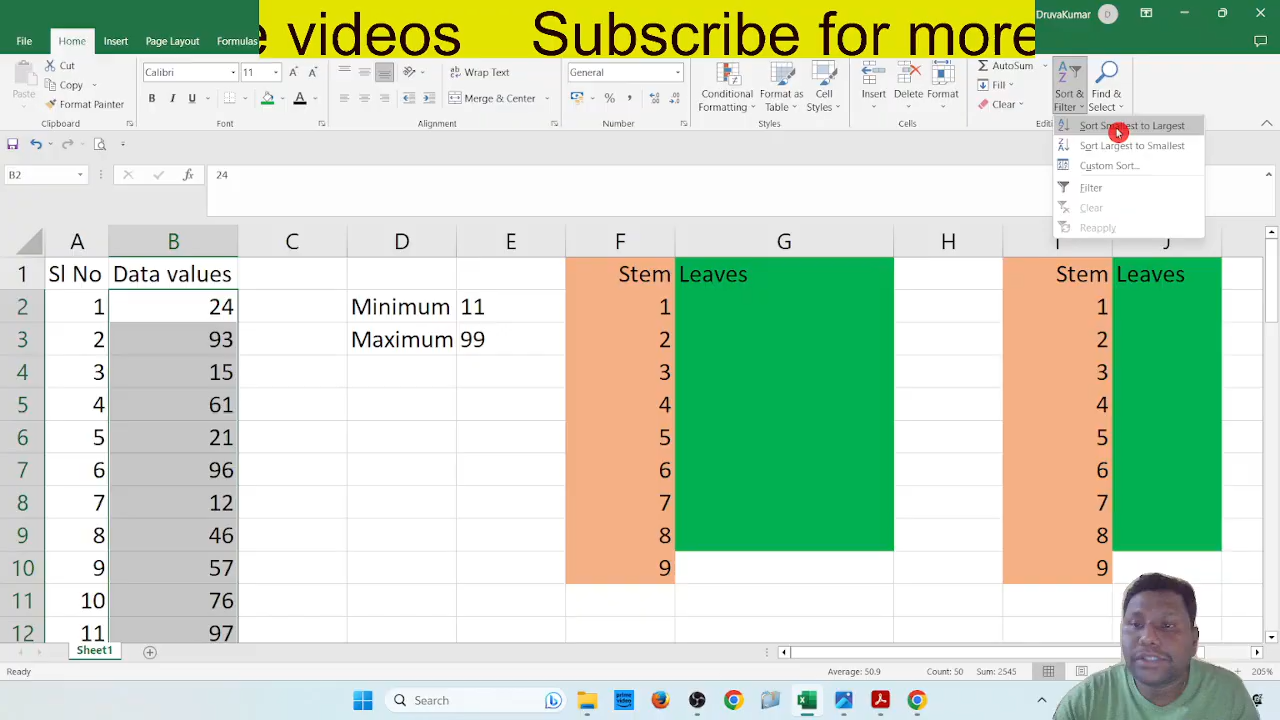 e videos Subscribe for more
DruvaKumar D
File Home Insert Page Layout Formulas
Cut
Copy
Format Painter
Paste
Clipboard
Calibri 11
B I U
Font
Wrap Text
Merge & Center
Alignment
General
% ,
Number
Conditional Formatting
Format as Table
Cell Styles
Styles
Insert Delete Format
Cells
AutoSum
Fill
Clear
Sort & Filter
Find & Select
Sort Smallest to Largest
Sort Largest to Smallest
Custom Sort...
Filter
Clear
Reapply
B2 fx 24
A B C D E F G H I J
1 Sl No Data values Stem Leaves Stem Leaves
2 1 24 Minimum 11 1 1
3 2 93 Maximum 99 2 2
4 3 15 3 3
5 4 61 4 4
6 5 21 5 5
7 6 96 6 6
8 7 12 7 7
9 8 46 8 8
10 9 57 9 9
11 10 76
12 11 97
Sheet1
Ready Average: 50.9 Count: 50 Sum: 2545 205%
Search
prime video